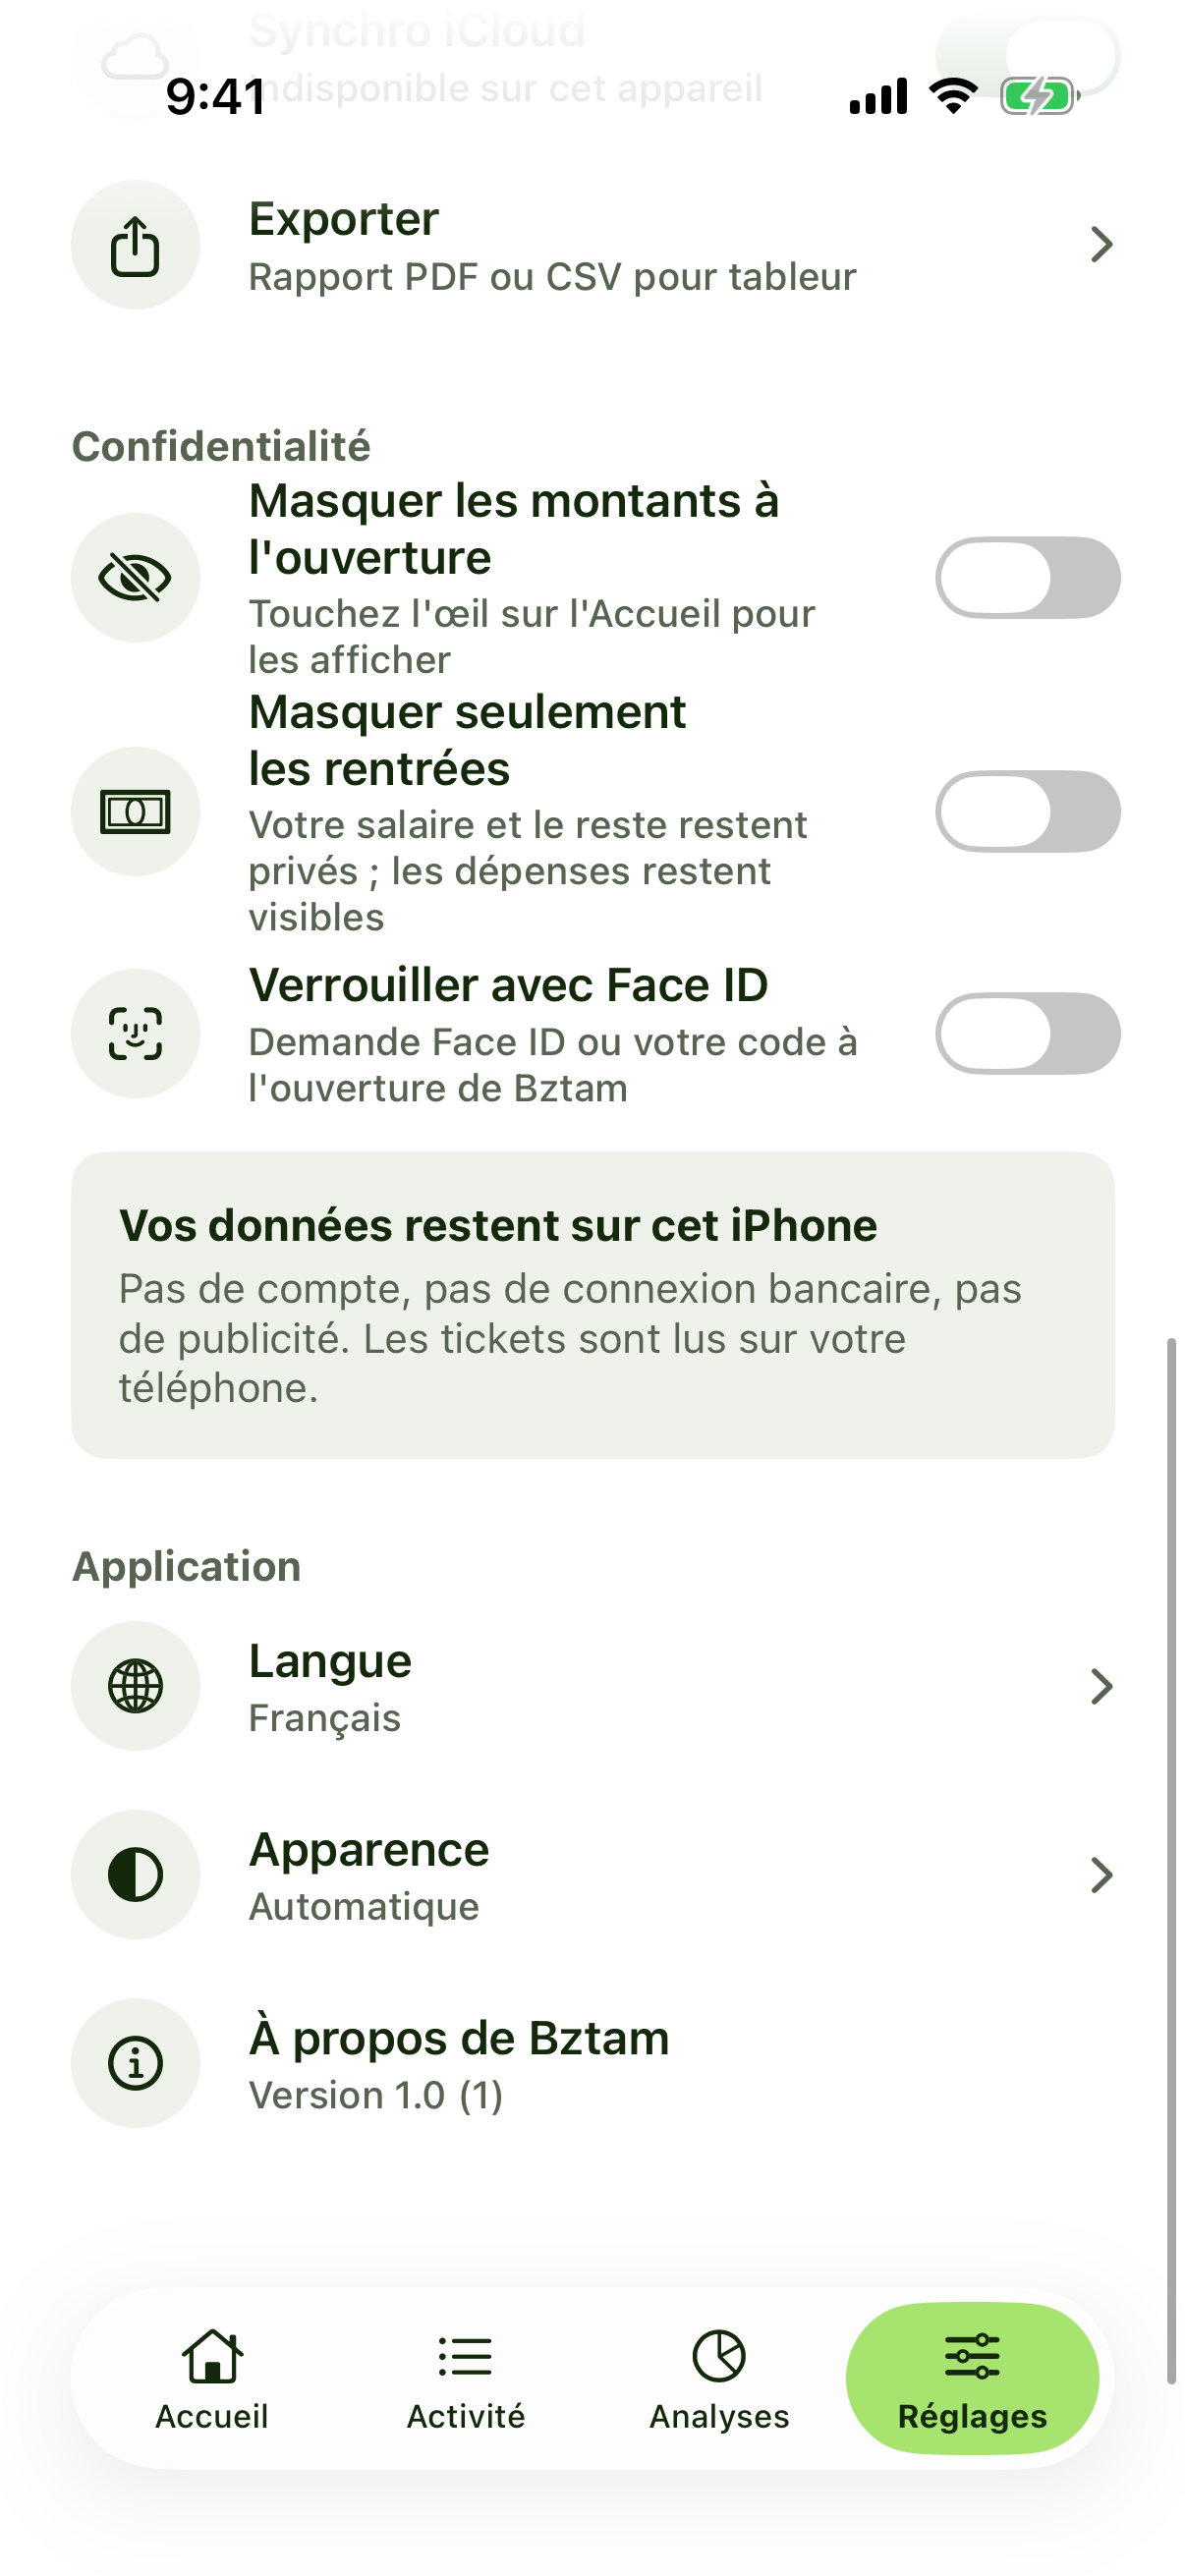 Synchro iCloud
Indisponible sur cet appareil
9:41
Exporter
Rapport PDF ou CSV pour tableur
Confidentialité
Masquer les montants à
l'ouverture
Touchez l'œil sur l'Accueil pour
les afficher
Masquer seulement
les rentrées
Votre salaire et le reste restent
privés ; les dépenses restent
visibles
Verrouiller avec Face ID
Demande Face ID ou votre code à
l'ouverture de Bztam
Vos données restent sur cet iPhone
Pas de compte, pas de connexion bancaire, pas
de publicité. Les tickets sont lus sur votre
téléphone.
Application
Langue
Français
Apparence
Automatique
À propos de Bztam
Version 1.0 (1)
Accueil
Activité
Analyses
Réglages